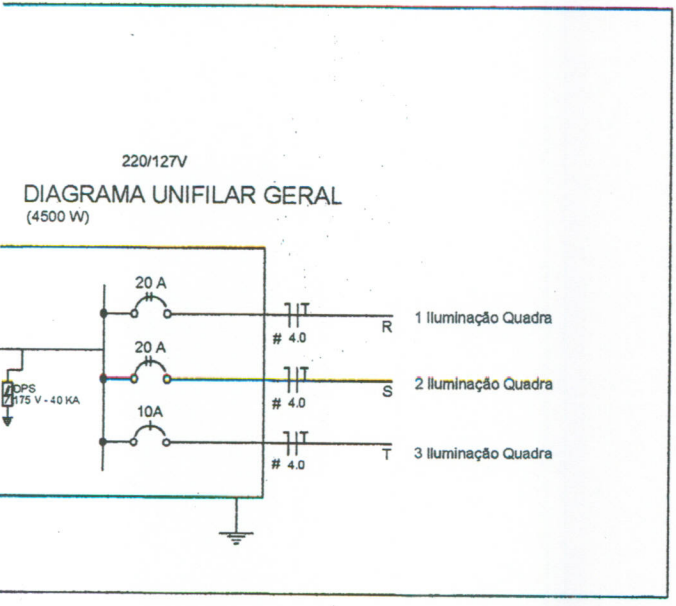 220/127V
DIAGRAMA UNIFILAR GERAL
(4500 W)
20 A
# 4.0
R
1 Iluminação Quadra
20 A
# 4.0
S
2 Iluminação Quadra
DPS
175 V - 40 KA
10A
# 4.0
T
3 Iluminação Quadra